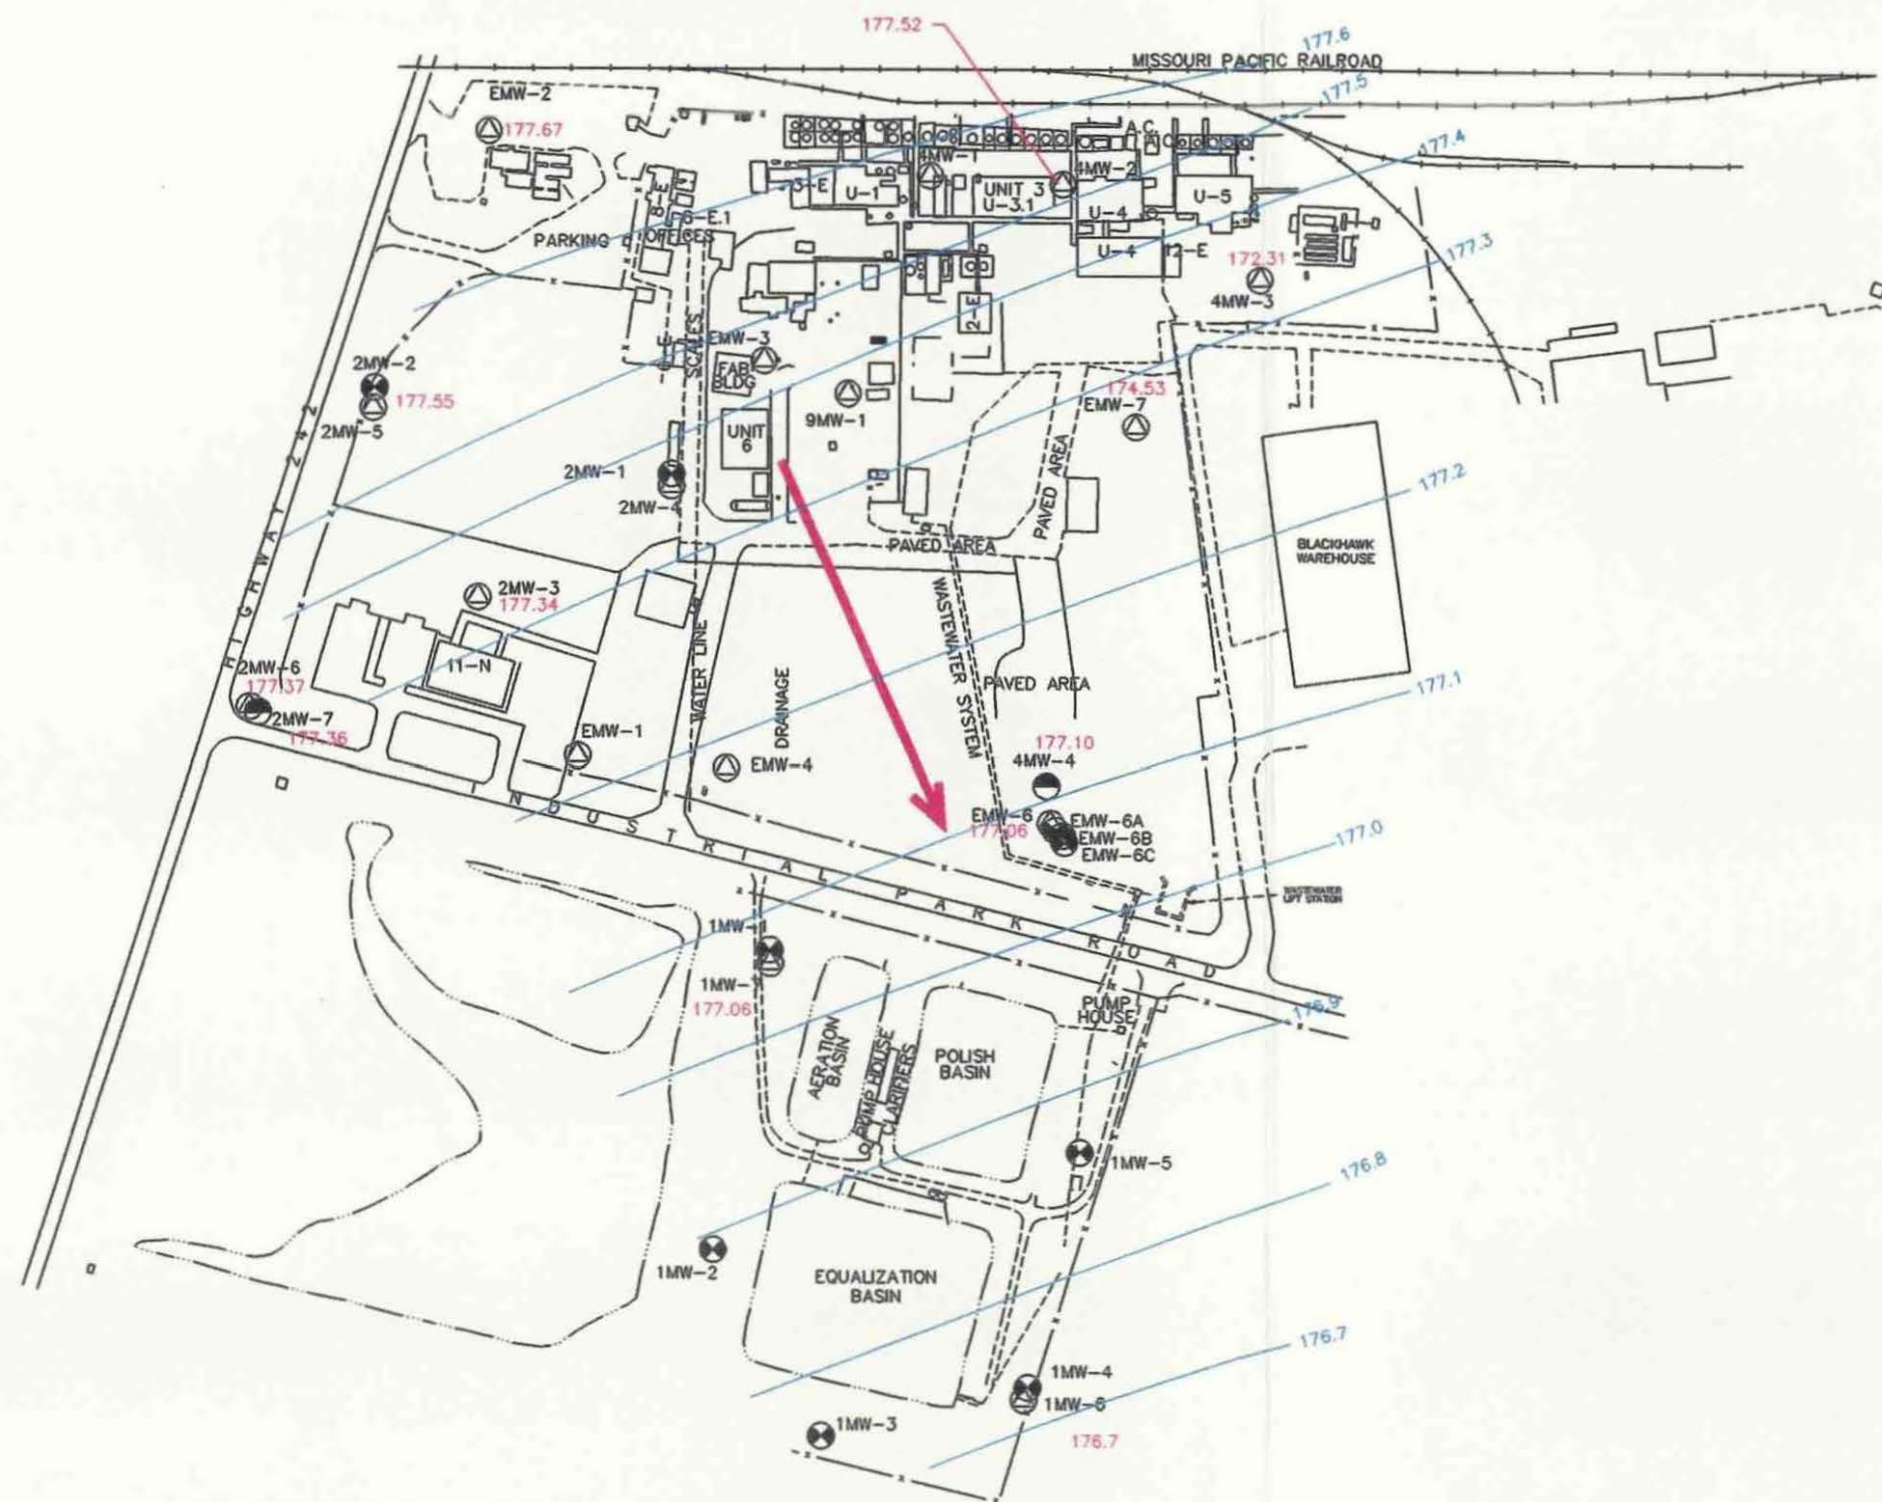 177.52
177.6
MISSOURI PACIFIC RAILROAD
EMW-2
177.67
177.5
177.4
A-C
4MW-1
4MW-2
3-E
U-1
UNIT 3
U-3.1
U-4
U-5
8-E
6-E.1
OFFICES
PARKING
U-4
12-E
177.3
172.31
4MW-3
2-E
SCALES
EMW-3
FAB
BLDG
2MW-2
177.55
2MW-5
174.53
EMW-7
9MW-1
UNIT
6
HIGHWAY 242
2MW-1
2MW-4
177.2
PAVED AREA
PAVED AREA
BLACKHAWK
WAREHOUSE
2MW-3
177.34
WASTEWATER SYSTEM
WATER LINE
DRAINAGE
11-N
2MW-6
177.37
2MW-7
177.36
PAVED AREA
177.1
EMW-1
EMW-4
177.10
4MW-4
EMW-6
177.06
EMW-6A
EMW-6B
EMW-6C
177.0
INDUSTRIAL PARK ROAD
WASTEWATER
LIFT STATION
1MW-1
1MW-
177.06
PUMP
HOUSE
176.9
AERATION
BASIN
PUMP HOUSE
CLARIFIERS
POLISH
BASIN
1MW-5
176.8
1MW-2
EQUALIZATION
BASIN
176.7
1MW-4
1MW-6
1MW-3
176.7